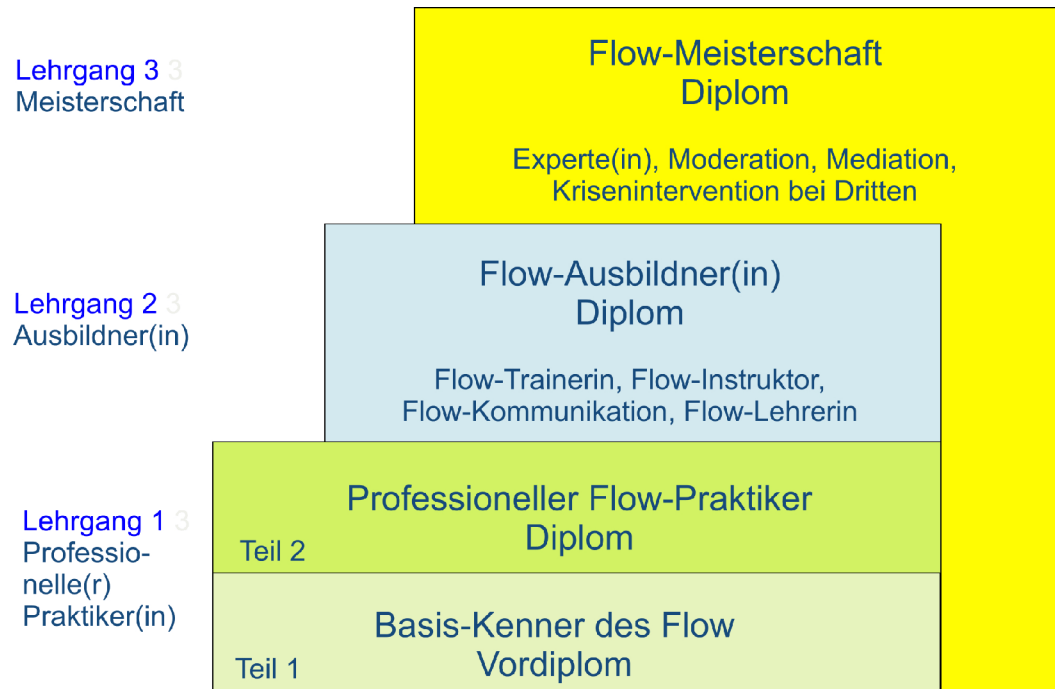 Lehrgang 3 3
Meisterschaft
Flow-Meisterschaft
Diplom
Experte(in), Moderation, Mediation,
Krisenintervention bei Dritten
Lehrgang 2 3
Ausbildner(in)
Flow-Ausbildner(in)
Diplom
Flow-Trainerin, Flow-Instruktor,
Flow-Kommunikation, Flow-Lehrerin
Lehrgang 1 3
Professio-
nelle(r)
Praktiker(in)
Professioneller Flow-Praktiker
Diplom
Teil 2
Basis-Kenner des Flow
Vordiplom
Teil 1